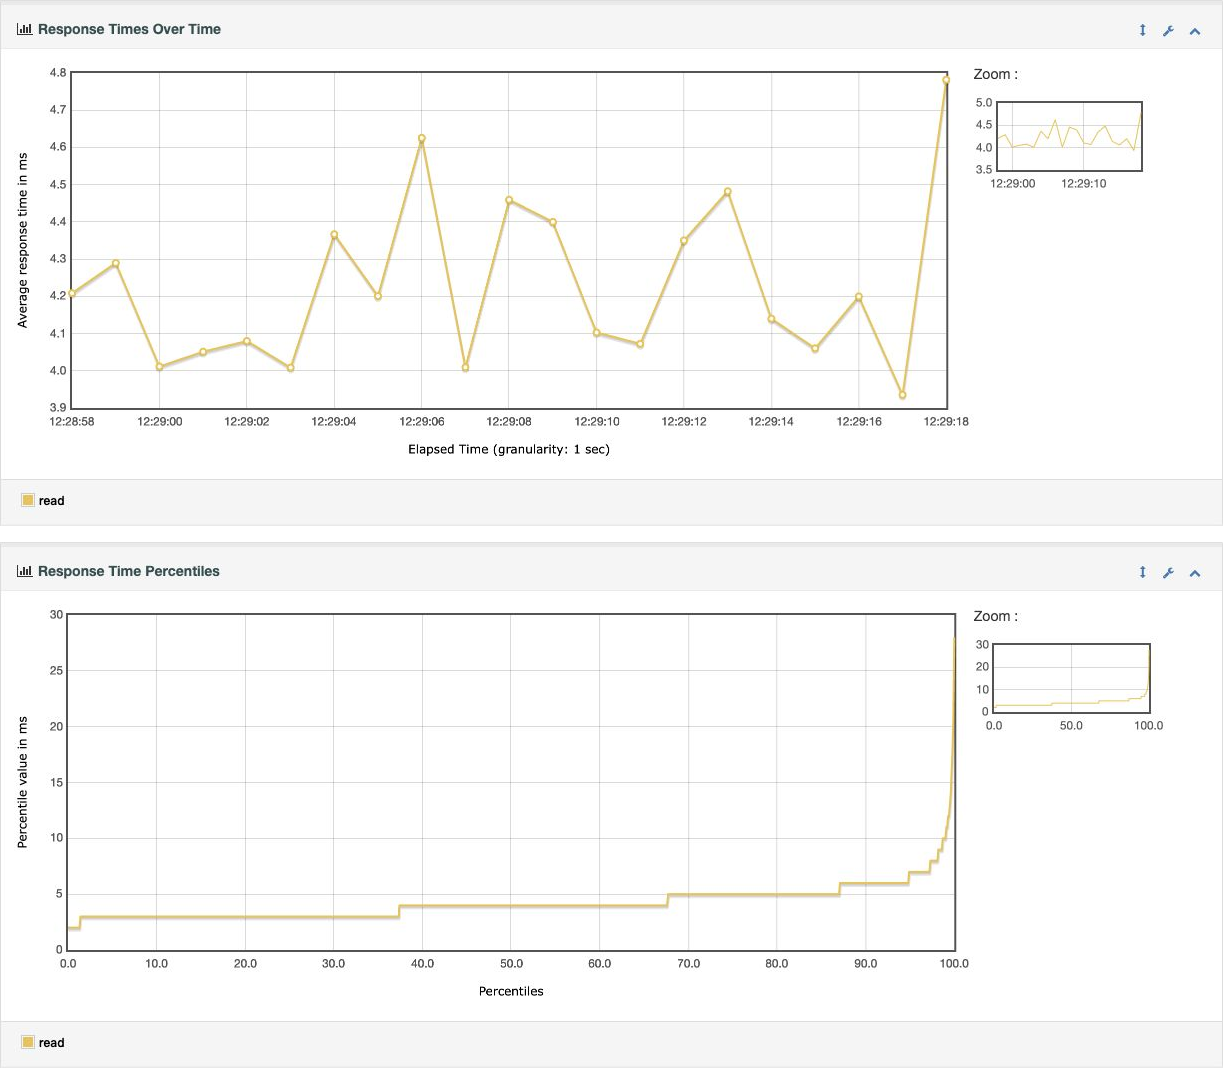 Response Times Over Time
Zoom :
4.8
4.7
4.6
4.5
4.4
4.3
4.2
4.1
4.0
3.9
Average response time in ms
12:28:58 12:29:00 12:29:02 12:29:04 12:29:06 12:29:08 12:29:10 12:29:12 12:29:14 12:29:16 12:29:18
Elapsed Time (granularity: 1 sec)
5.0
4.5
4.0
3.5
12:29:00 12:29:10
read
Response Time Percentiles
Zoom :
30
25
20
15
10
5
0
Percentile value in ms
0.0 10.0 20.0 30.0 40.0 50.0 60.0 70.0 80.0 90.0 100.0
Percentiles
30
20
10
0
0.0 50.0 100.0
read